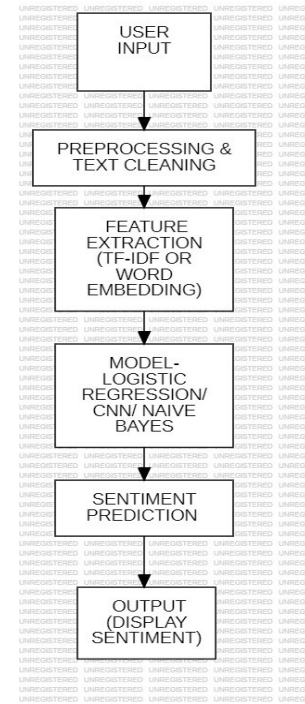 USER
INPUT
PREPROCESSING &
TEXT CLEANING
FEATURE
EXTRACTION
(TF-IDF OR
WORD
EMBEDDING)
MODEL-
LOGISTIC
REGRESSION/
CNN/ NAIVE
BAYES
SENTIMENT
PREDICTION
OUTPUT
(DISPLAY
SENTIMENT)